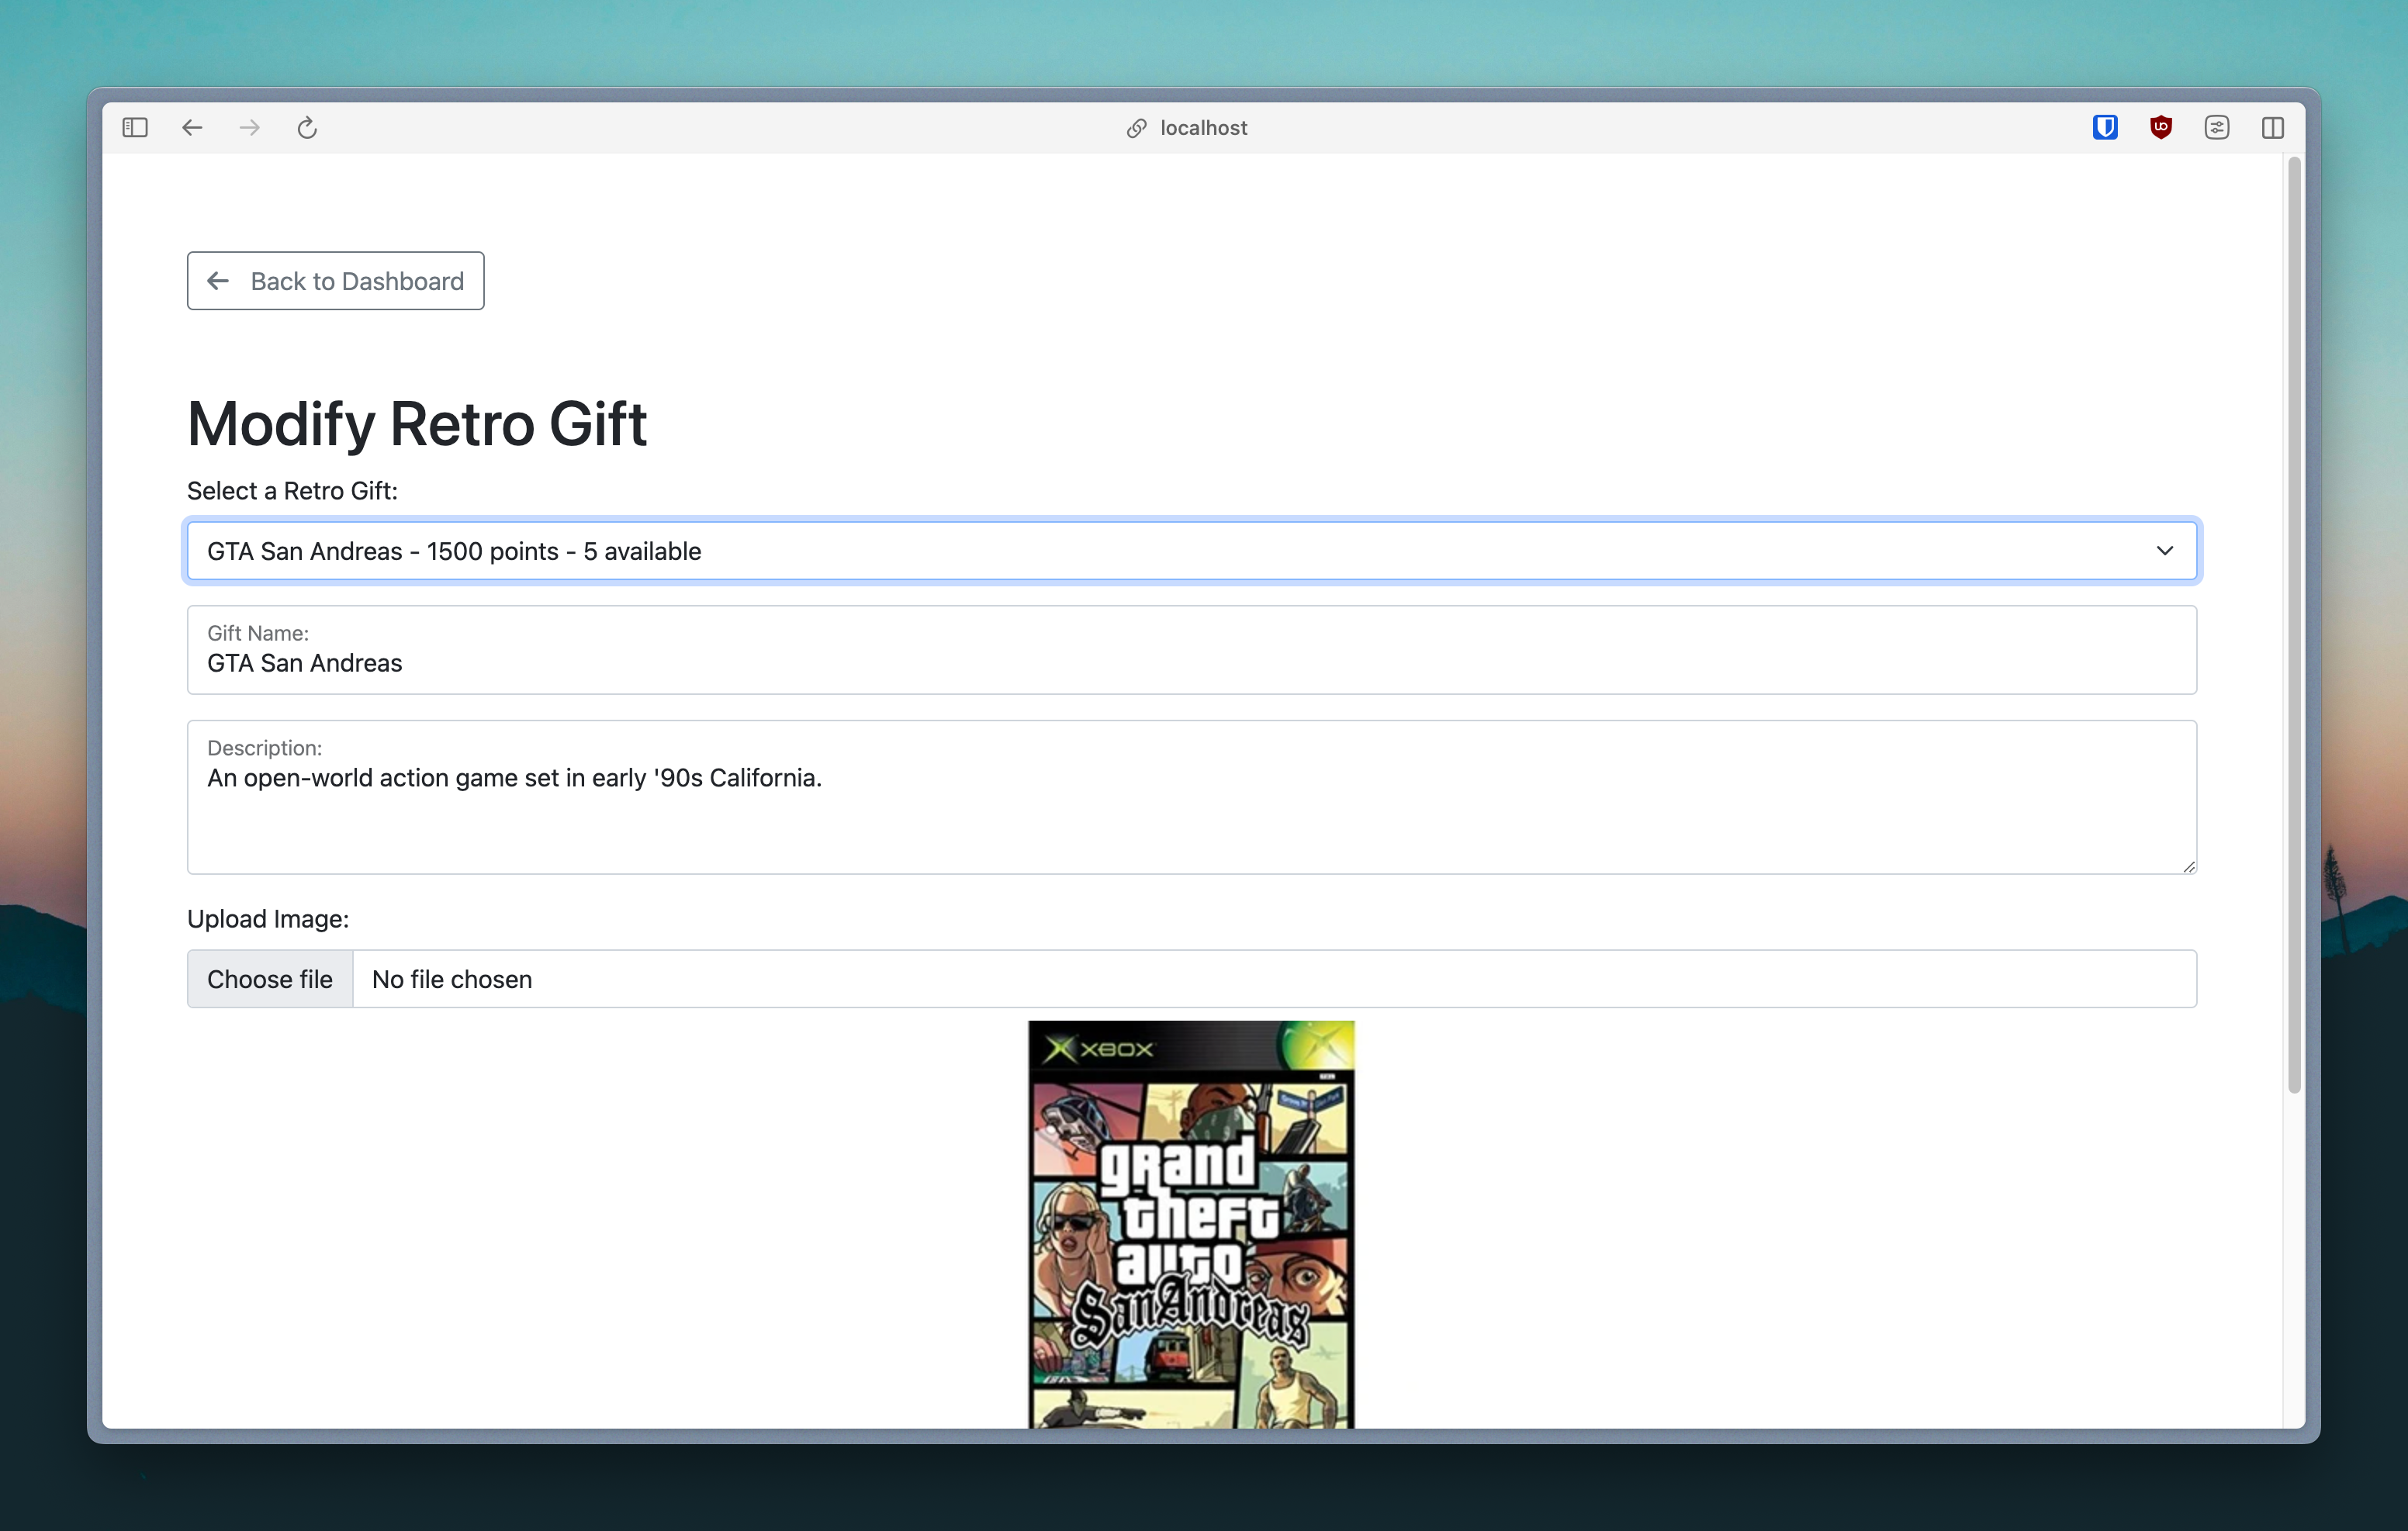 localhost
Back to Dashboard
Modify Retro Gift
Select a Retro Gift:
GTA San Andreas - 1500 points - 5 available
Gift Name:
GTA San Andreas
Description:
An open-world action game set in early '90s California.
Upload Image:
Choose file No file chosen
XBOX
grand
theft
auto
San Andreas